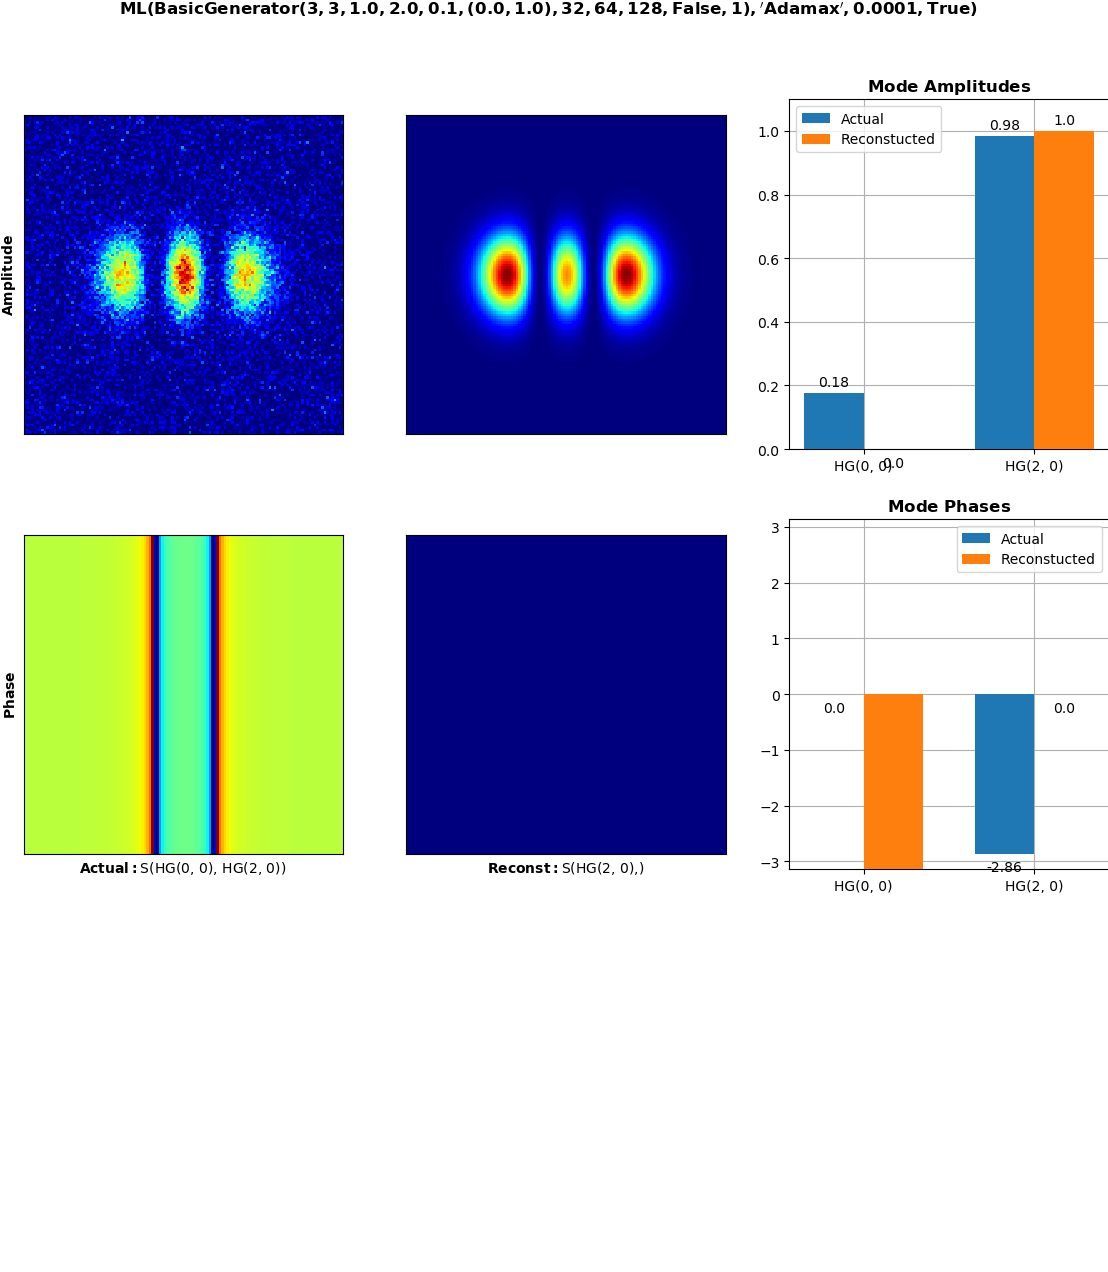 ML(BasicGenerator(3, 3, 1.0, 2.0, 0.1, (0.0, 1.0), 32, 64, 128, False, 1), 'Adamax', 0.0001, True)
Amplitude
Mode Amplitudes
Actual
Reconstucted
1.0
0.8
0.6
0.4
0.2
0.0
0.18
0.0
0.98
1.0
HG(0, 0)
HG(2, 0)
Phase
Actual: S(HG(0, 0), HG(2, 0))
Reconst: S(HG(2, 0),)
Mode Phases
Actual
Reconstucted
3
2
1
0
−1
−2
−3
0.0
-2.86
0.0
HG(0, 0)
HG(2, 0)